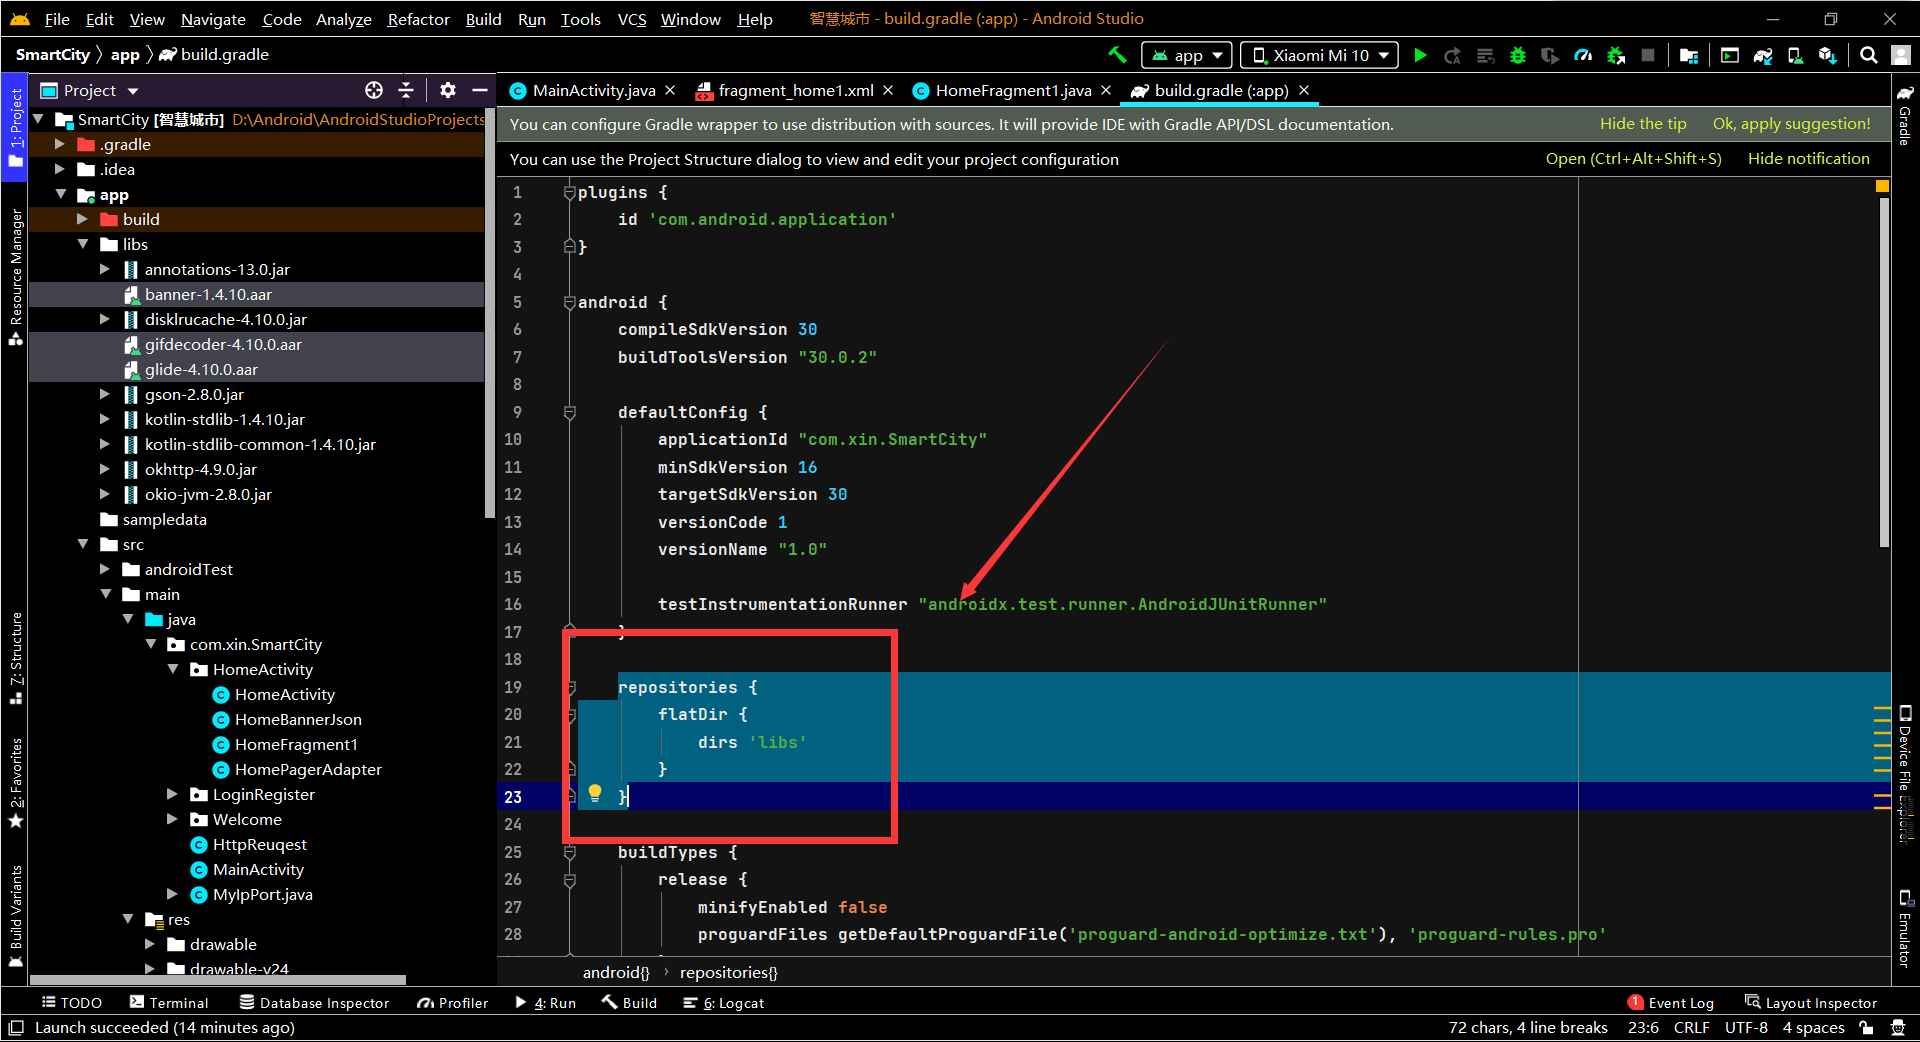 File Edit View Navigate Code Analyze Refactor Build Run Tools VCS Window Help 智慧城市 - build.gradle (:app) - Android Studio
SmartCity app build.gradle
app Xiaomi Mi 10
1: Project
Resource Manager
7: Structure
2: Favorites
Build Variants
Project
SmartCity [智慧城市] D:\Android\AndroidStudioProjects
.gradle
.idea
app
build
libs
annotations-13.0.jar
banner-1.4.10.aar
disklrucache-4.10.0.jar
gifdecoder-4.10.0.aar
glide-4.10.0.aar
gson-2.8.0.jar
kotlin-stdlib-1.4.10.jar
kotlin-stdlib-common-1.4.10.jar
okhttp-4.9.0.jar
okio-jvm-2.8.0.jar
sampledata
src
androidTest
main
java
com.xin.SmartCity
HomeActivity
HomeActivity
HomeBannerJson
HomeFragment1
HomePagerAdapter
LoginRegister
Welcome
HttpReuqest
MainActivity
MyIpPort.java
res
drawable
drawable-v24
MainActivity.java fragment_home1.xml HomeFragment1.java build.gradle (:app)
You can configure Gradle wrapper to use distribution with sources. It will provide IDE with Gradle API/DSL documentation. Hide the tip Ok, apply suggestion!
You can use the Project Structure dialog to view and edit your project configuration Open (Ctrl+Alt+Shift+S) Hide notification
1 plugins {
2 id 'com.android.application'
3 }
4
5 android {
6 compileSdkVersion 30
7 buildToolsVersion "30.0.2"
8
9 defaultConfig {
10 applicationId "com.xin.SmartCity"
11 minSdkVersion 16
12 targetSdkVersion 30
13 versionCode 1
14 versionName "1.0"
15
16 testInstrumentationRunner "androidx.test.runner.AndroidJUnitRunner"
17 }
18
19 repositories {
20 flatDir {
21 dirs 'libs'
22 }
23 }
24
25 buildTypes {
26 release {
27 minifyEnabled false
28 proguardFiles getDefaultProguardFile('proguard-android-optimize.txt'), 'proguard-rules.pro'
android{} › repositories{}
Gradle
Device File Explorer
Emulator
TODO Terminal Database Inspector Profiler 4: Run Build 6: Logcat 1 Event Log Layout Inspector
Launch succeeded (14 minutes ago) 72 chars, 4 line breaks 23:6 CRLF UTF-8 4 spaces